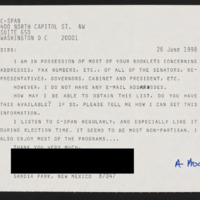 C-SPAN
400 NORTH CAPITOL ST. NW
SUITE 650
WASHINGTON D C 20001
26 June 1998
SIRS:
I AM IN POSSESSION OF MOST OF YOUR BOOKLETS CONCERNING
ADDRESSES, FAX NUMBERS, ETC., OF ALL OF THE SENATORS, RE-
PRESENTATIVES, GOVERNORS, CABINET AND PRESIDENT, ETC.
HOWEVER, I DO NOT HAVE ANY E-MAIL
HOW MAY I BE ABLE TO OBTAIN THIS LIST, DO YOU HAVE
THIS AVAILABLE? IF SO, PLEASE TELL ME HOW I CAN GET THIS
INFORMATION.
I LISTEN TO C-SPAN REGULARLY, AND ESPECIALLY LIKE IT
DURING ELECTION TIME. IT SEEMS TO BE MOST NON-PARTISAN. I
ALSO ENJOY MOST OF THE PROGRAMS....
THANK YOU VERY MUCH,
SANDIA PARK, NEW MEXICO 87047